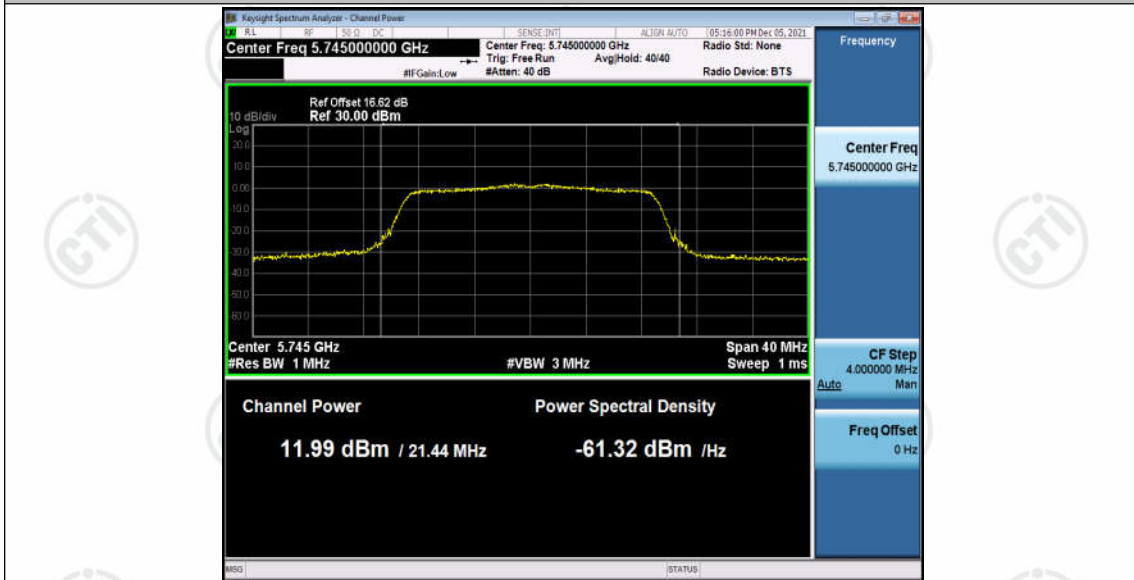 Keysight Spectrum Analyzer - Channel Power
RL RF 50 Ω DC SENSE:INT ALIGN AUTO 05:16:00 PM Dec 05, 2021
Center Freq 5.745000000 GHz
Center Freq: 5.745000000 GHz
Radio Std: None
Trig: Free Run Avg|Hold: 40/40
#IFGain:Low #Atten: 40 dB Radio Device: BTS
Frequency
Ref Offset 16.62 dB
10 dB/div Ref 30.00 dBm
Log
20.0
10.0
0.00
-10.0
-20.0
-30.0
-40.0
-50.0
-60.0
Center 5.745 GHz Span 40 MHz
#Res BW 1 MHz #VBW 3 MHz Sweep 1 ms
Channel Power Power Spectral Density
11.99 dBm / 21.44 MHz -61.32 dBm /Hz
Center Freq
5.745000000 GHz
CF Step
4.000000 MHz
Auto Man
Freq Offset
0 Hz
MSG STATUS
CTI
CTI